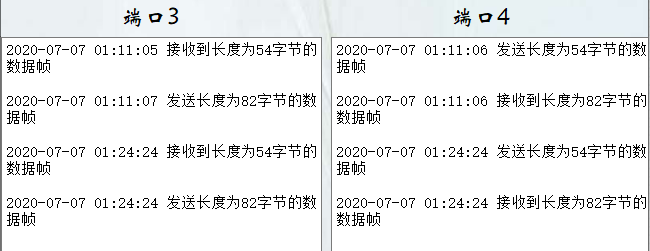 端口3
2020-07-07 01:11:05 接收到长度为54字节的
数据帧
2020-07-07 01:11:07 发送长度为82字节的数
据帧
2020-07-07 01:24:24 接收到长度为54字节的
数据帧
2020-07-07 01:24:24 发送长度为82字节的数
据帧
端口4
2020-07-07 01:11:06 发送长度为54字节的数
据帧
2020-07-07 01:11:06 接收到长度为82字节的
数据帧
2020-07-07 01:24:24 发送长度为54字节的数
据帧
2020-07-07 01:24:24 接收到长度为82字节的
数据帧